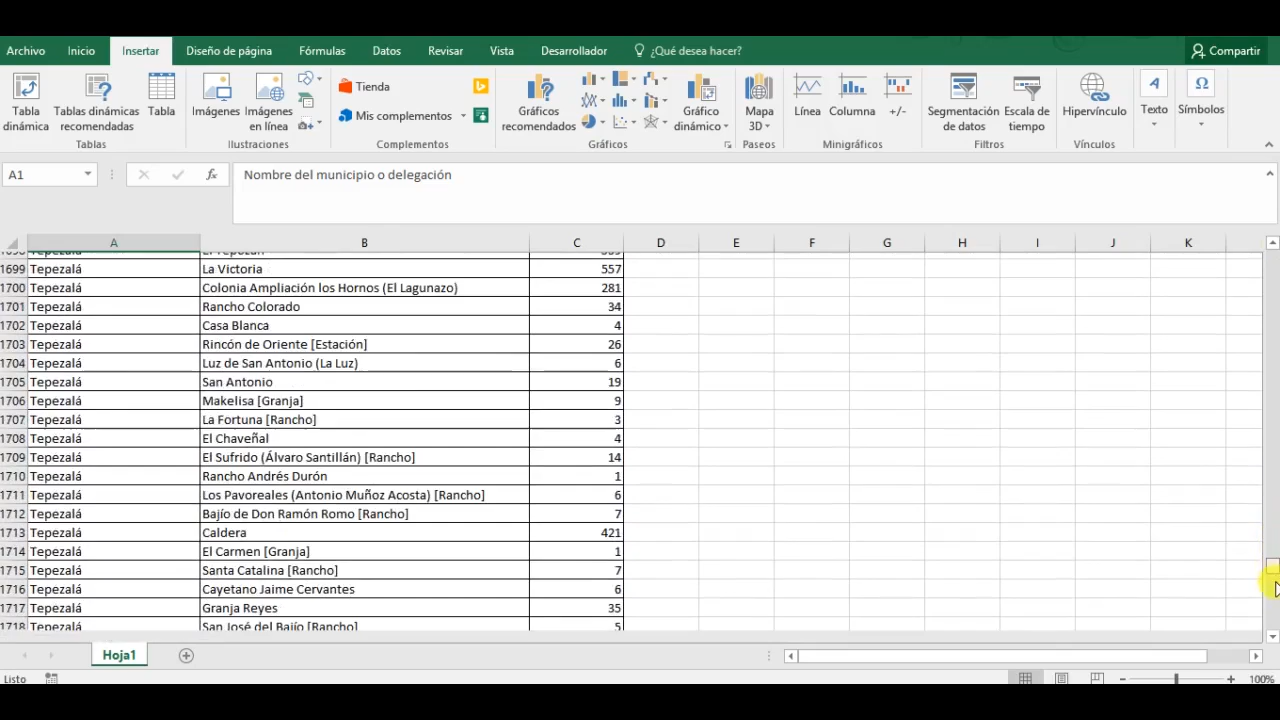 Archivo Inicio Insertar Diseño de página Fórmulas Datos Revisar Vista Desarrollador ¿Qué desea hacer? Compartir
Tabla dinámica Tablas dinámicas recomendadas Tabla Imágenes Imágenes en línea Tienda Mis complementos Gráficos recomendados Gráfico dinámico Mapa 3D Línea Columna +/- Segmentación de datos Escala de tiempo Hipervínculo Texto Símbolos
Tablas Ilustraciones Complementos Gráficos Paseos Minigráficos Filtros Vínculos
A1 fx Nombre del municipio o delegación
A B C D E F G H I J K
1699 Tepezalá La Victoria 557
1700 Tepezalá Colonia Ampliación los Hornos (El Lagunazo) 281
1701 Tepezalá Rancho Colorado 34
1702 Tepezalá Casa Blanca 4
1703 Tepezalá Rincón de Oriente [Estación] 26
1704 Tepezalá Luz de San Antonio (La Luz) 6
1705 Tepezalá San Antonio 19
1706 Tepezalá Makelisa [Granja] 9
1707 Tepezalá La Fortuna [Rancho] 3
1708 Tepezalá El Chaveñal 4
1709 Tepezalá El Sufrido (Álvaro Santillán) [Rancho] 14
1710 Tepezalá Rancho Andrés Durón 1
1711 Tepezalá Los Pavoreales (Antonio Muñoz Acosta) [Rancho] 6
1712 Tepezalá Bajío de Don Ramón Romo [Rancho] 7
1713 Tepezalá Caldera 421
1714 Tepezalá El Carmen [Granja] 1
1715 Tepezalá Santa Catalina [Rancho] 7
1716 Tepezalá Cayetano Jaime Cervantes 6
1717 Tepezalá Granja Reyes 35
1718 Tepezalá San José del Bajío [Rancho] 5
Hoja1
Listo 100%